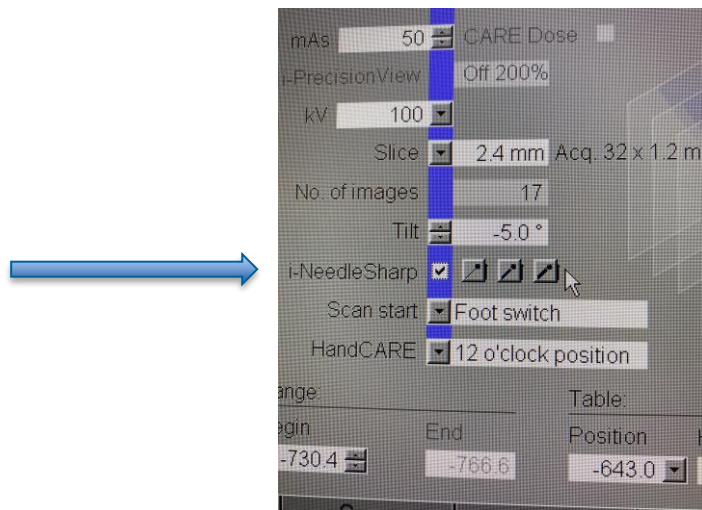 mAs 50 CARE Dose
i-PrecisionView Off 200%
kV 100
Slice 2.4 mm Acq. 32 x 1.2 m
No. of images 17
Tilt -5.0 °
i-NeedleSharp
Scan start Foot switch
HandCARE 12 o'clock position
ange: Table:
egin End Position
-730.4 -766.6 -643.0